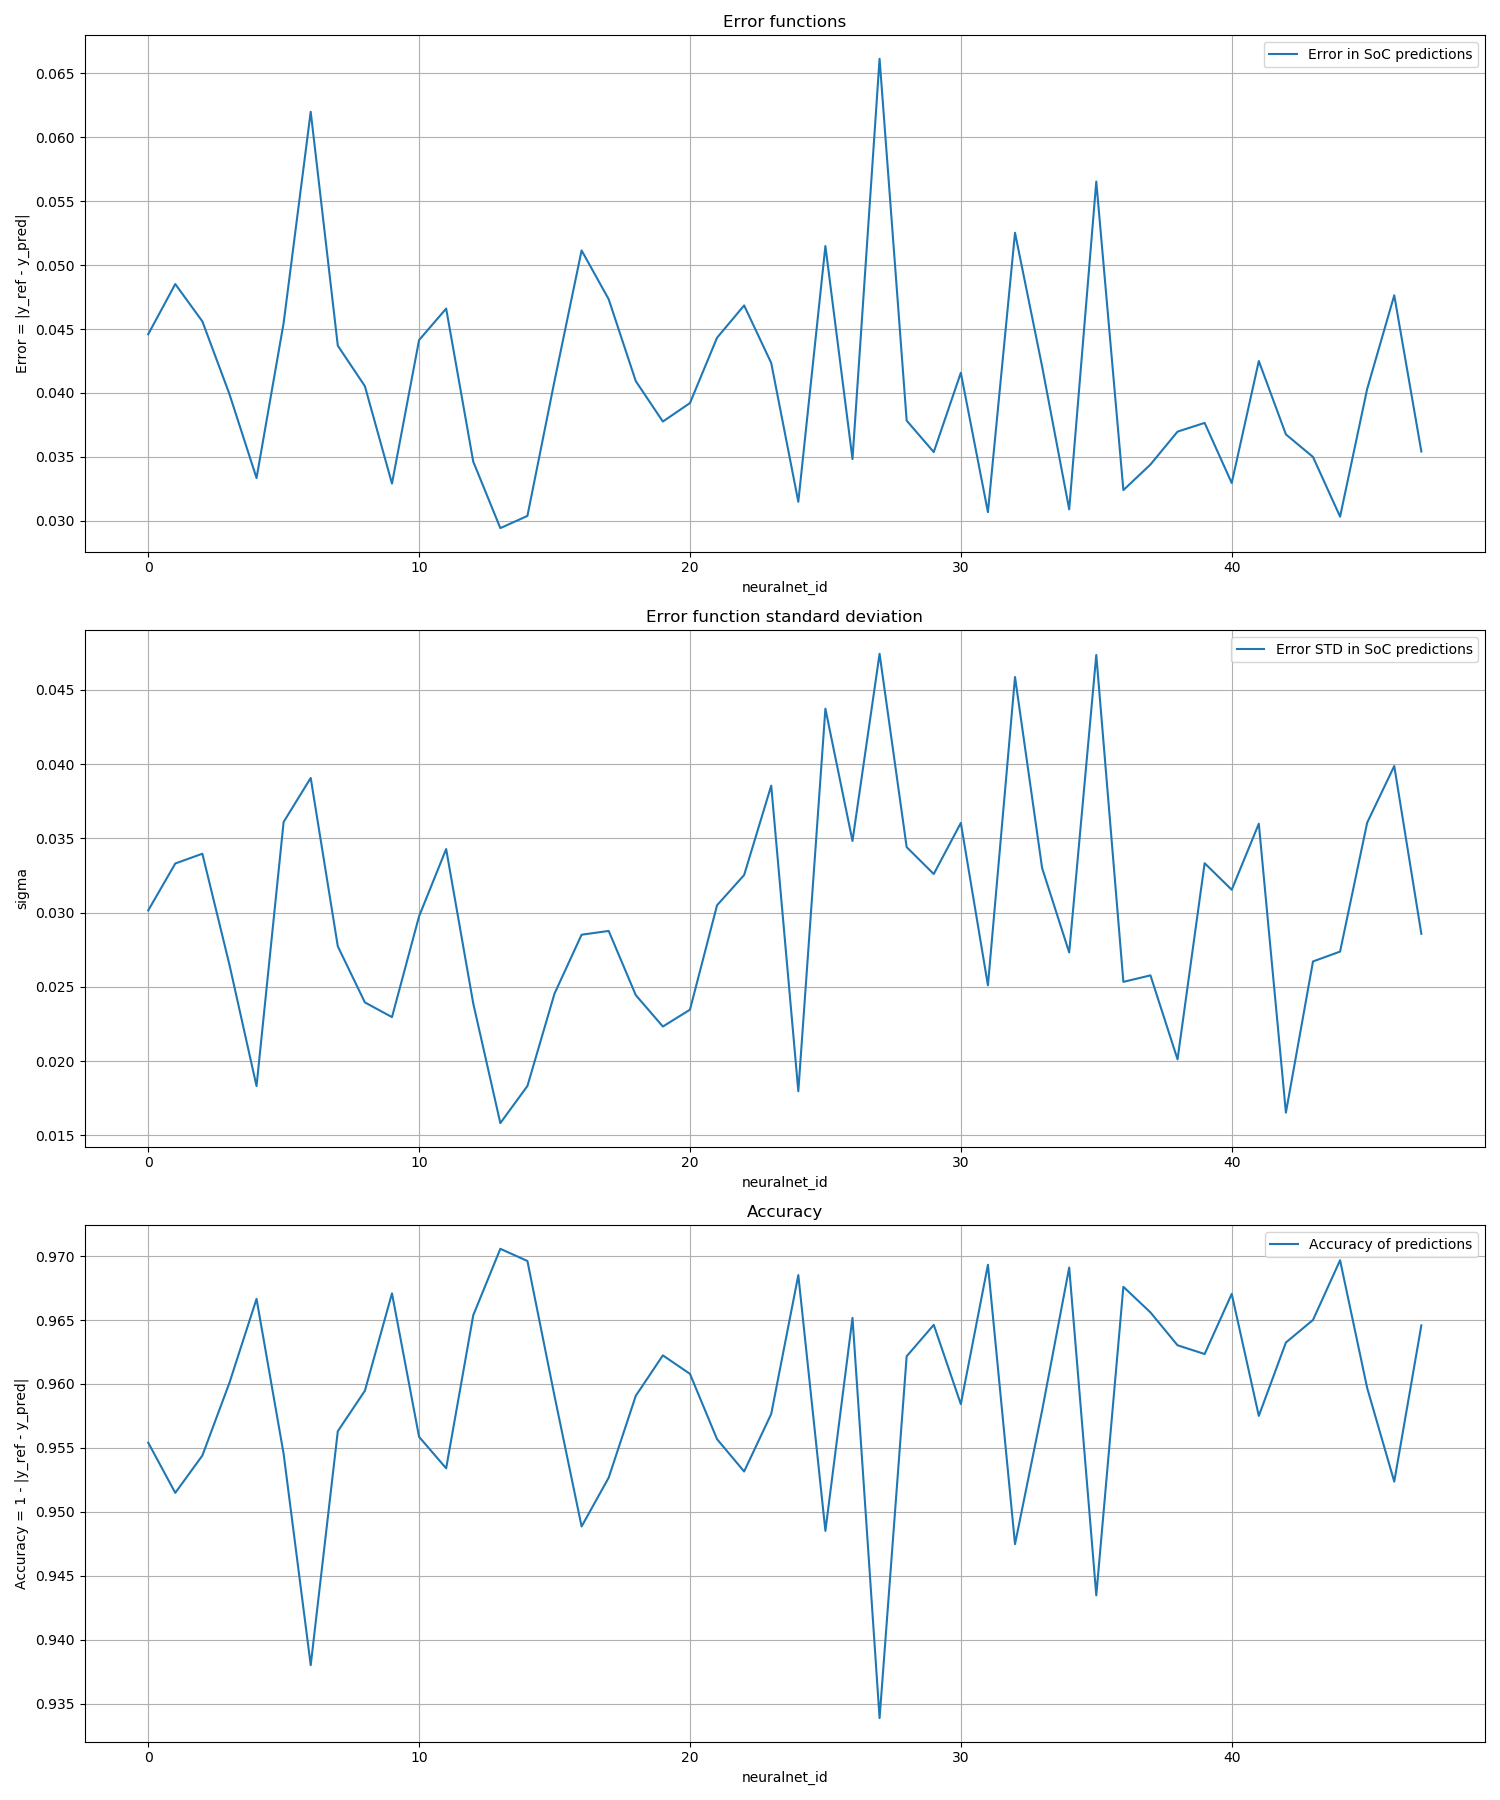 Error functions
Error in SoC predictions
0.065
0.060
0.055
0.050
0.045
0.040
0.035
0.030
Error = |y_ref - y_pred|
0 10 20 30 40
neuralnet_id
Error function standard deviation
Error STD in SoC predictions
0.045
0.040
0.035
0.030
0.025
0.020
0.015
sigma
0 10 20 30 40
neuralnet_id
Accuracy
Accuracy of predictions
0.970
0.965
0.960
0.955
0.950
0.945
0.940
0.935
Accuracy = 1 - |y_ref - y_pred|
0 10 20 30 40
neuralnet_id